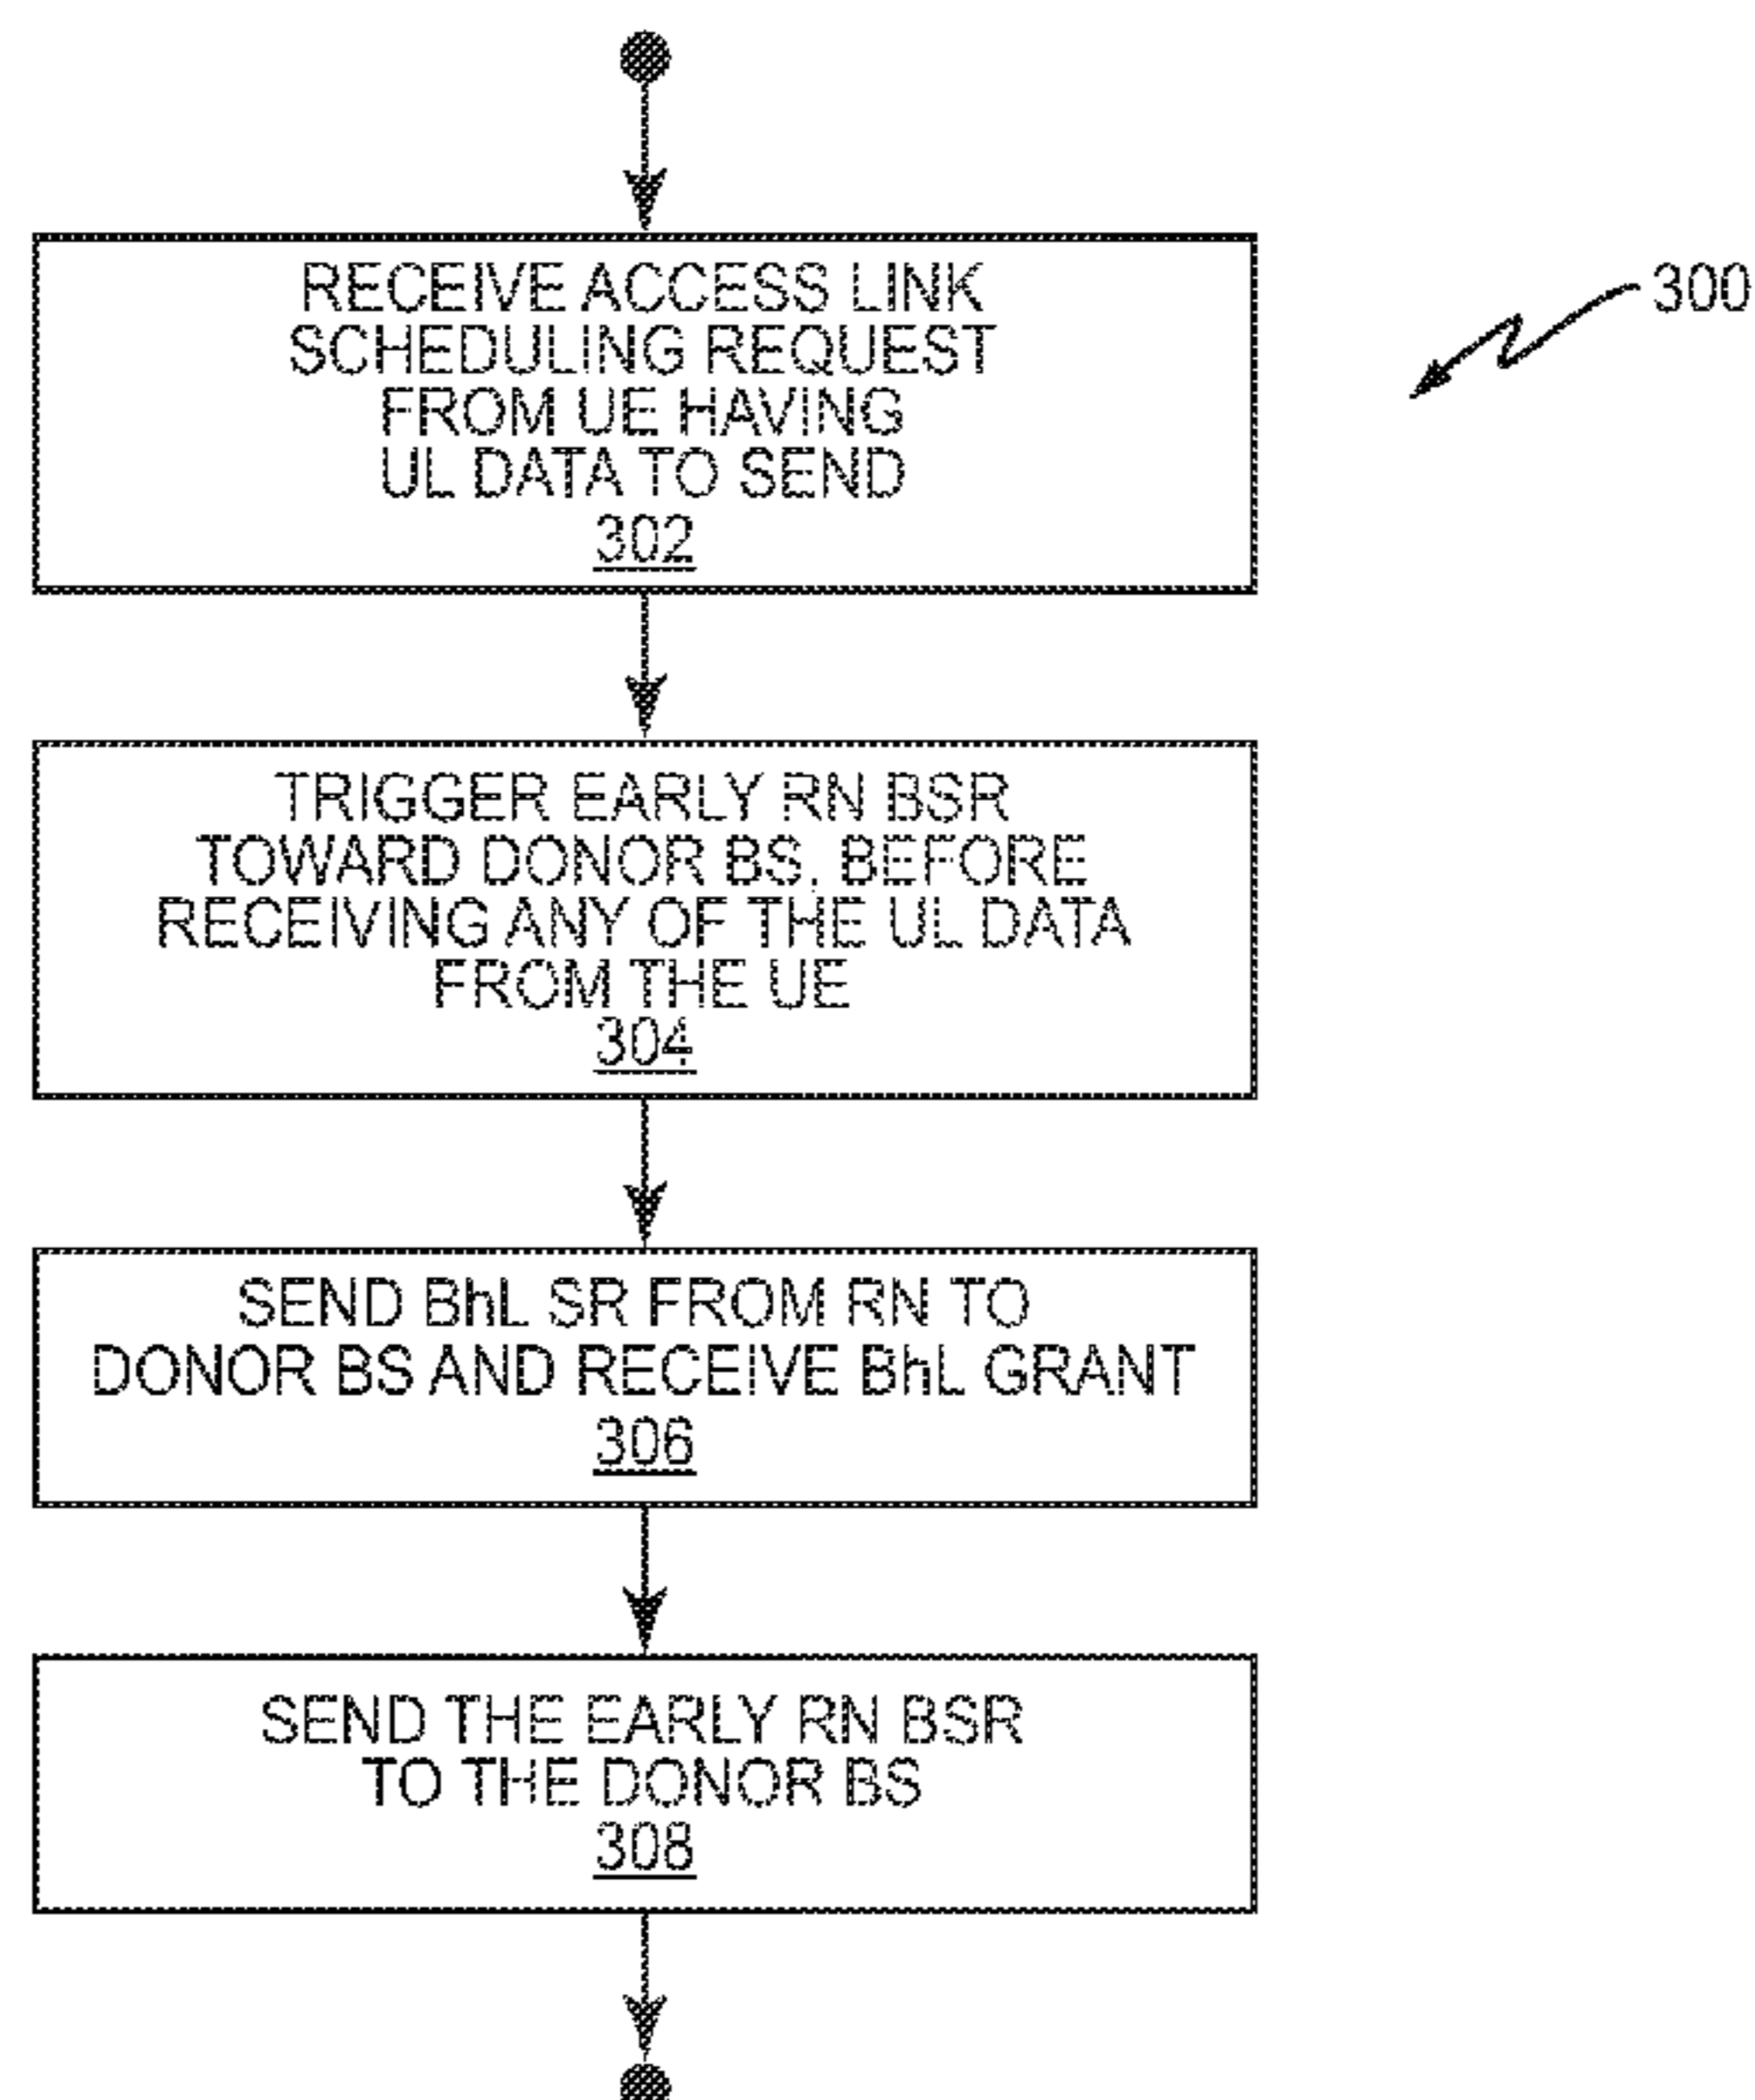 RECEIVE ACCESS LINK
SCHEDULING REQUEST
FROM UE HAVING
UL DATA TO SEND
302
300
TRIGGER EARLY RN BSR
TOWARD DONOR BS, BEFORE
RECEIVING ANY OF THE UL DATA
FROM THE UE
304
SEND BhL SR FROM RN TO
DONOR BS AND RECEIVE BhL GRANT
306
SEND THE EARLY RN BSR
TO THE DONOR BS
308